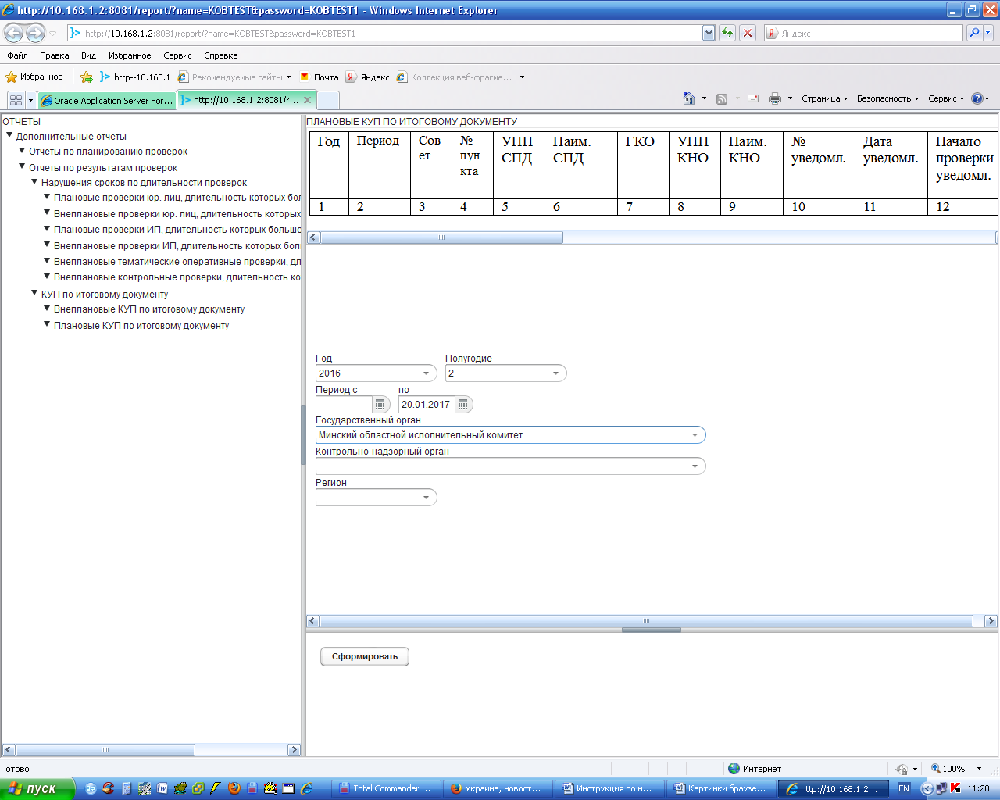 http://10.168.1.2:8081/report/?name=KOBTEST&password=KOBTEST1 - Windows Internet Explorer
http://10.168.1.2:8081/report/?name=KOBTEST&password=KOBTEST1
Яндекс
Файл Правка Вид Избранное Сервис Справка
Избранное http--10.168.1 Рекомендуемые сайты Почта Яндекс Коллекция веб-фрагме...
Oracle Application Server For... http://10.168.1.2:8081/r... Страница Безопасность Сервис
ОТЧЕТЫ
Дополнительные отчеты
Отчеты по планированию проверок
Отчеты по результатам проверок
Нарушения сроков по длительности проверок
Плановые проверки юр. лиц, длительность которых бол
Внеплановые проверки юр. лиц, длительность которых
Плановые проверки ИП, длительность которых больше
Внеплановые проверки ИП, длительность которых бол
Внеплановые тематические оперативные проверки, дл
Внеплановые контрольные проверки, длительность ко
КУП по итоговому документу
Внеплановые КУП по итоговому документу
Плановые КУП по итоговому документу
ПЛАНОВЫЕ КУП ПО ИТОГОВОМУ ДОКУМЕНТУ
Год Период Сов № УНП Наим. ГКО УНП Наим. № Дата Начало
ет пун СПД СПД КНО КНО уведомл. уведомл. проверки
кта уведомл.
1 2 3 4 5 6 7 8 9 10 11 12
Год Полугодие
2016 2
Период с по
20.01.2017
Государственный орган
Минский областной исполнительный комитет
Контрольно-надзорный орган
Регион
Сформировать
Готово Интернет 100%
пуск Total Commander ... Украина, новост... Инструкция по н... Картинки браузе... http://10.168.1.2... EN 11:28